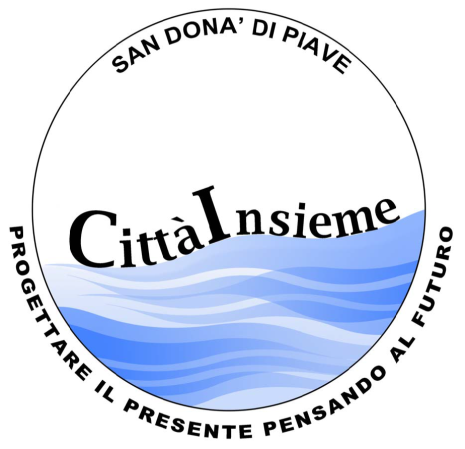 SAN DONA' DI PIAVE
CittàInsieme
PROGETTARE IL PRESENTE PENSANDO AL FUTURO